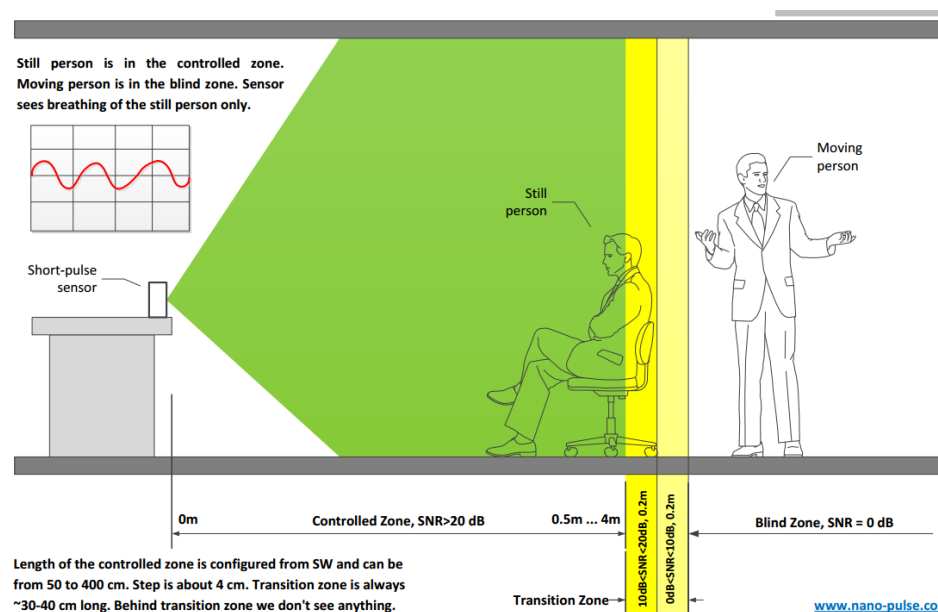 Still person is in the controlled zone.
Moving person is in the blind zone. Sensor
sees breathing of the still person only.
Moving
person
Still
person
Short-pulse
sensor
0m
Controlled Zone, SNR>20 dB
0.5m ... 4m
10dB<SNR<20dB, 0.2m
0dB<SNR<10dB, 0.2m
Blind Zone, SNR = 0 dB
Length of the controlled zone is configured from SW and can be
from 50 to 400 cm. Step is about 4 cm. Transition zone is always
~30-40 cm long. Behind transition zone we don't see anything.
Transition Zone
www.nano-pulse.co